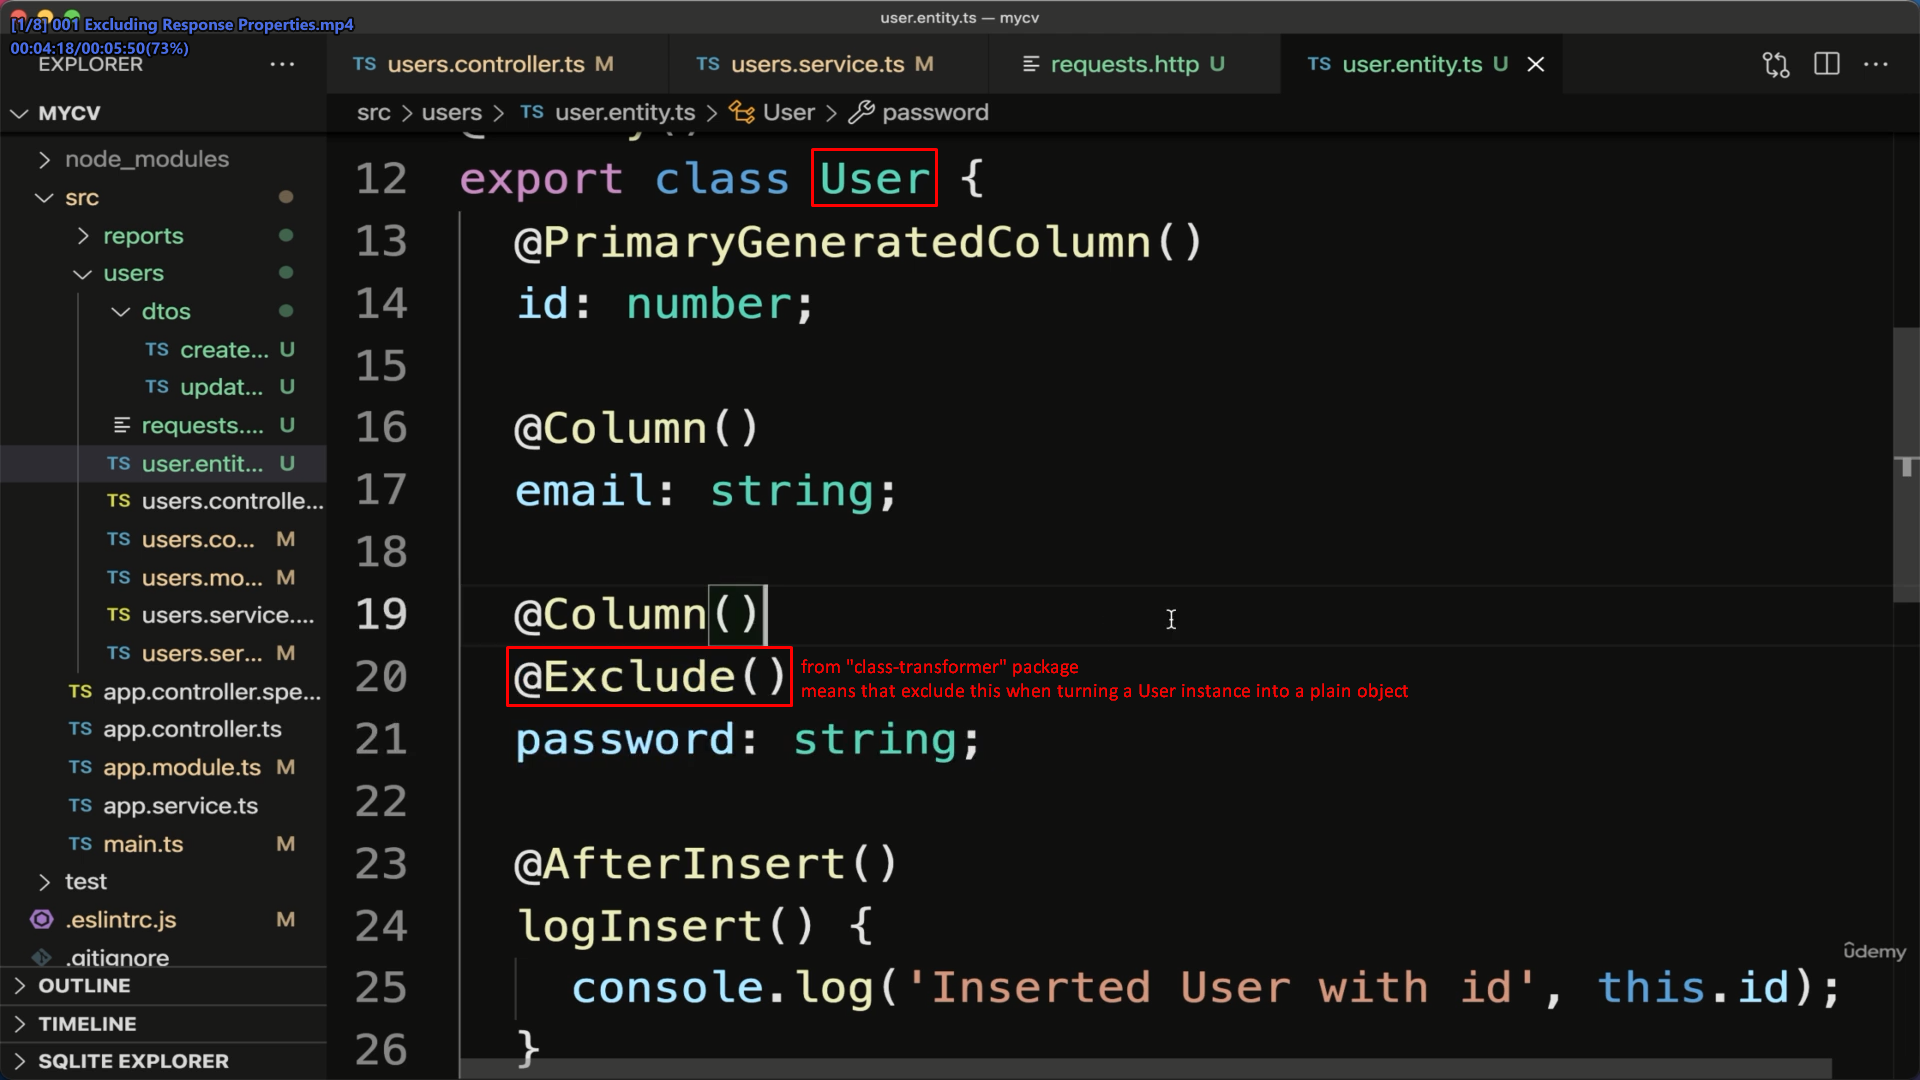 user.entity.ts — mycv
[1/8] 001 Excluding Response Properties.mp4
00:04:18/00:05:50(73%)
EXPLORER ...
TS users.controller.ts M
TS users.service.ts M
requests.http U
TS user.entity.ts U
MYCV
src > users > TS user.entity.ts > User > password
node_modules
src
reports
users
dtos
TS create... U
TS updat... U
requests.... U
TS user.entit... U
TS users.controlle...
TS users.co... M
TS users.mo... M
TS users.service....
TS users.ser... M
TS app.controller.spe...
TS app.controller.ts
TS app.module.ts M
TS app.service.ts
TS main.ts M
test
.eslintrc.js M
.gitignore
OUTLINE
TIMELINE
SQLITE EXPLORER
12 export class User {
13 @PrimaryGeneratedColumn()
14 id: number;
15
16 @Column()
17 email: string;
18
19 @Column()
20 @Exclude()
from "class-transformer" package
means that exclude this when turning a User instance into a plain object
21 password: string;
22
23 @AfterInsert()
24 logInsert() {
25 console.log('Inserted User with id', this.id);
26 }
ûdemy